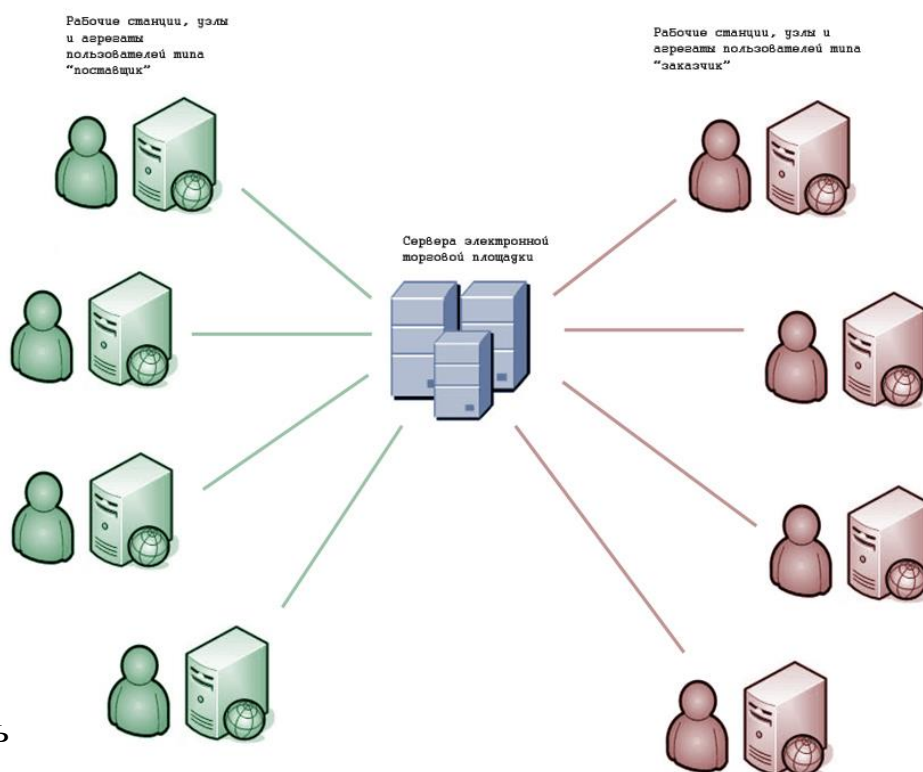 Рабочие станции, узлы
и агрегаты
пользователей типа
“поставщик”
Рабочие станции, узлы и
агрегаты пользователей типа
“заказчик”
Сервера электронной
торговой площадки
ь